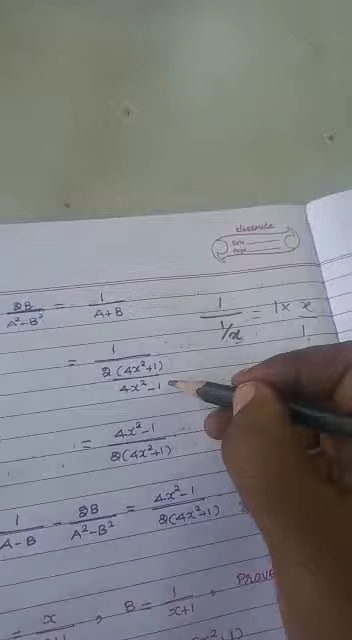 classmate
Date
Page
2B/(A²-B²) = 1/(A+B)
1/(1/x) = 1 × x
1
= 1/(2(4x²+1)/(4x²-1))
= (4x²-1)/(2(4x²+1))
1/(A-B) - 2B/(A²-B²) = (4x²-1)/(2(4x²+1))
= x/, B = 1/(x+1), Prove